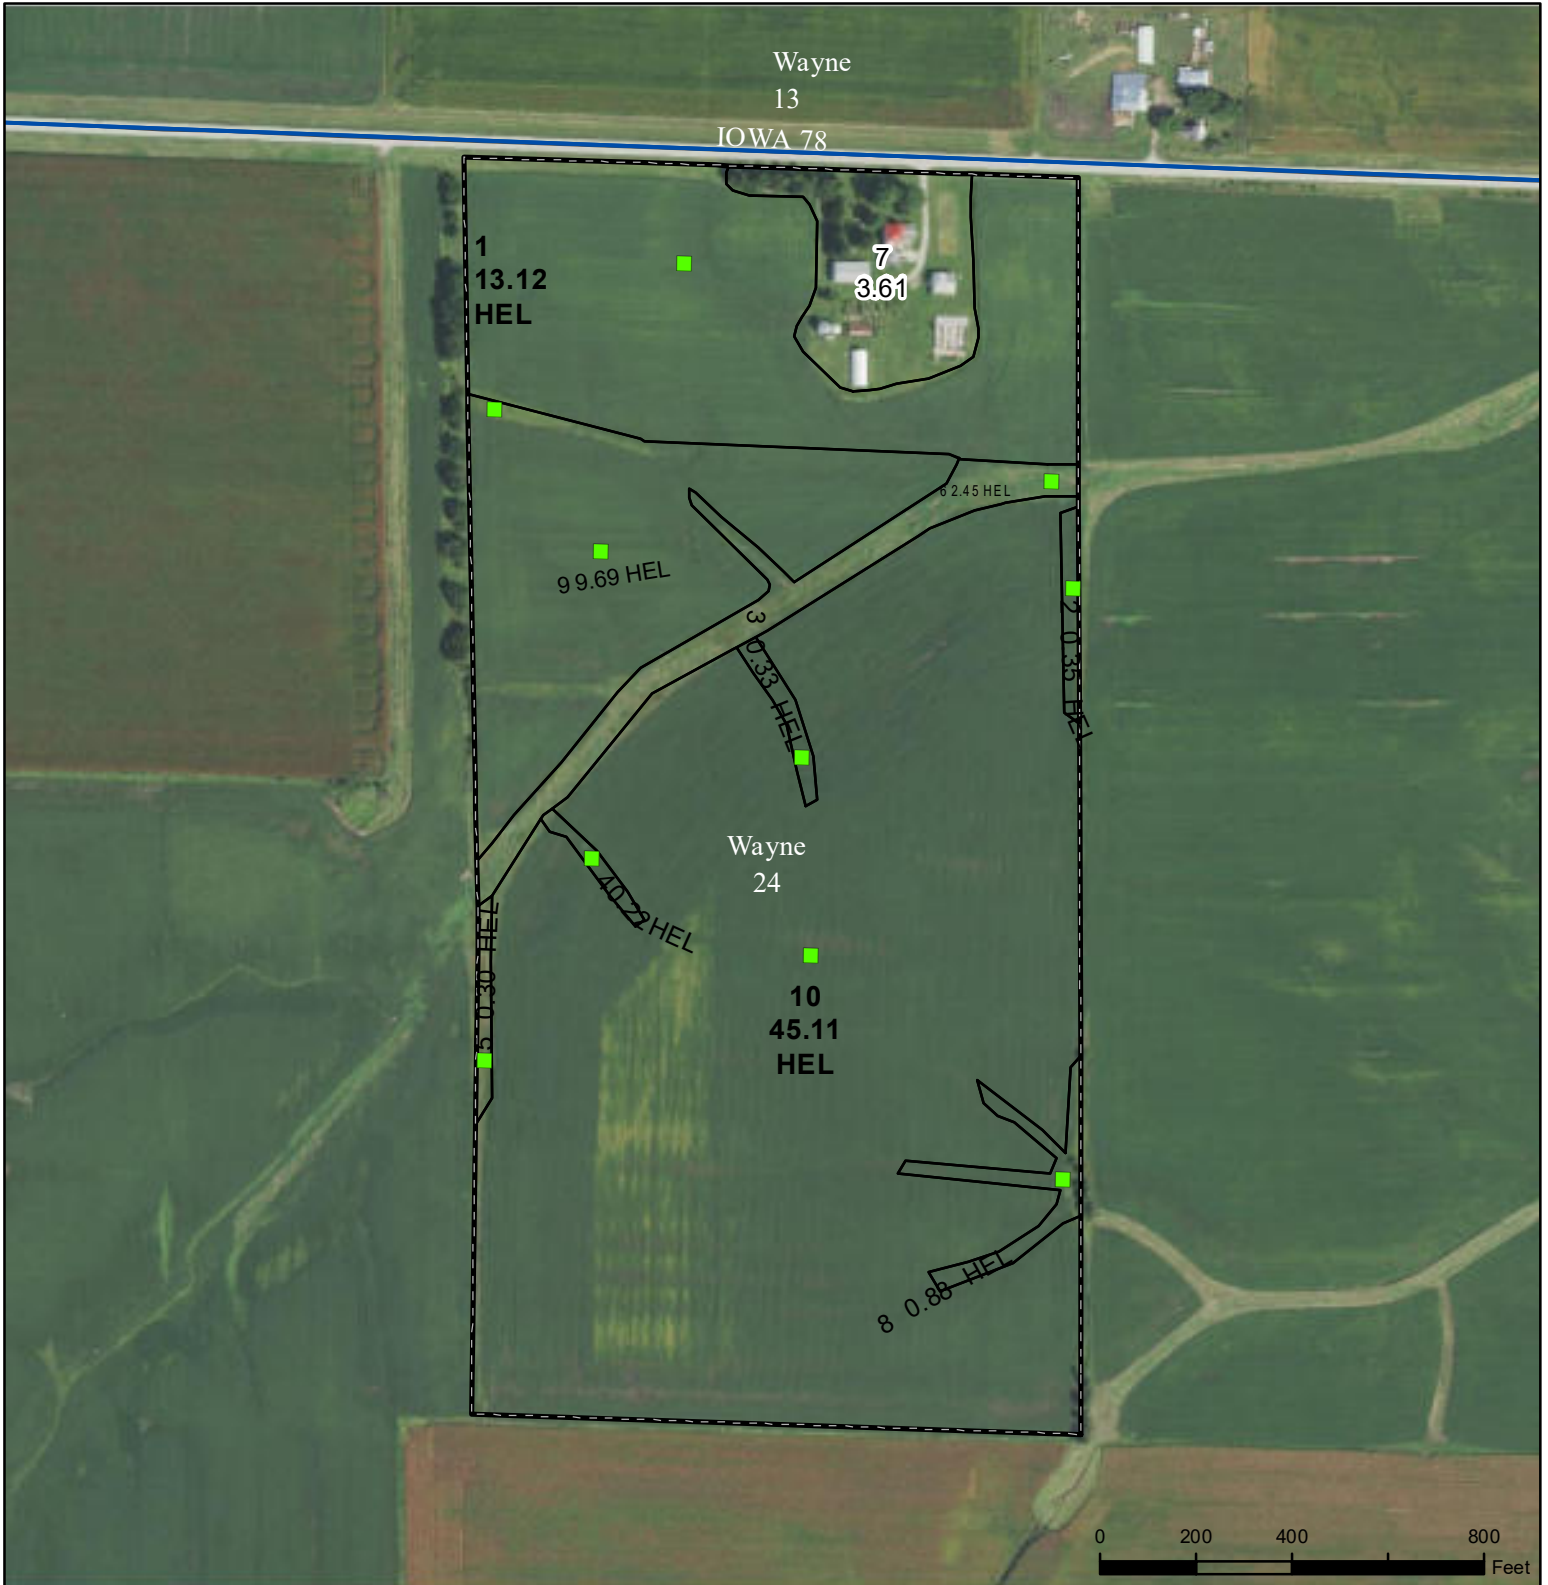 Wayne
13
IOWA 78
1
13.12
HEL
7
3.61
6 2.45 HEL
9 9.69 HEL
3 0.33 HEL
2 0.35 HEL
Wayne
24
4 0.22 HEL
5 0.30 HEL
10
45.11
HEL
8 0.88 HEL
0 200 400 800
Feet